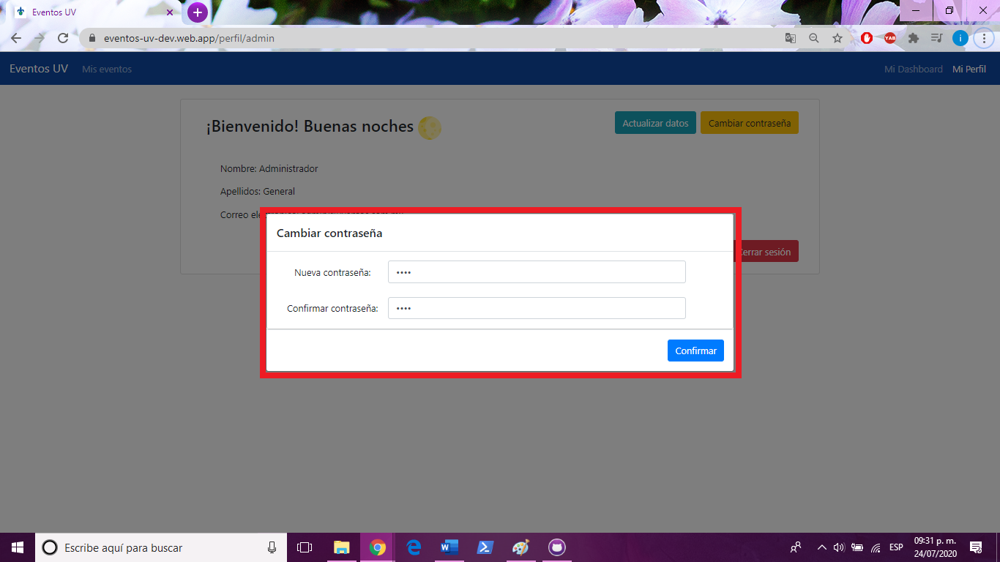 Eventos UV
eventos-uv-dev.web.app/perfil/admin
YAB
i
Eventos UV Mis eventos Mi Dashboard Mi Perfil
¡Bienvenido! Buenas noches
Actualizar datos Cambiar contraseña
Nombre: Administrador
Apellidos: General
Correo
Cambiar contraseña
Cerrar sesión
Nueva contraseña: ••••
Confirmar contraseña: ••••
Confirmar
Escribe aquí para buscar
ESP
09:31 p. m.
24/07/2020